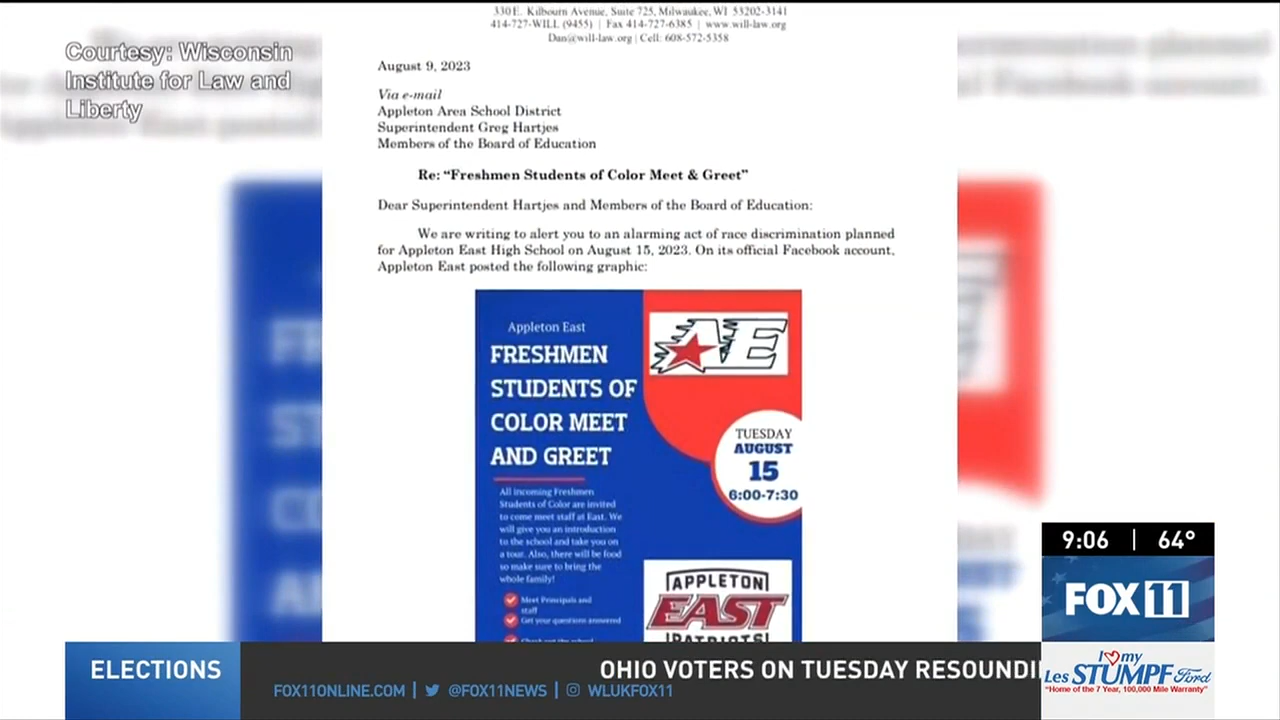 330 E. Kilbourn Avenue, Suite 725, Milwaukee, WI 53202-3141
414-727-WILL (9455) | Fax 414-727-6385 | www.will-law.org
Dan@will-law.org | Cell: 608-572-5358
Courtesy: Wisconsin
Institute for Law and
Liberty
August 9, 2023
Via e-mail
Appleton Area School District
Superintendent Greg Hartjes
Members of the Board of Education
Re: “Freshmen Students of Color Meet & Greet”
Dear Superintendent Hartjes and Members of the Board of Education:
We are writing to alert you to an alarming act of race discrimination planned
for Appleton East High School on August 15, 2023. On its official Facebook account,
Appleton East posted the following graphic:
Appleton East
FRESHMEN
STUDENTS OF
COLOR MEET
AND GREET
AE
TUESDAY
AUGUST
15
6:00-7:30
All incoming Freshmen
Students of Color are invited
to come meet staff at East. We
will give you an introduction
to the school and take you on
a tour. Also, there will be food
so make sure to bring the
whole family!
Meet Principals and
staff
Get your questions answered
Check out the school
APPLETON
EAST
PATRIOTS
9:06 | 64°
FOX 11
ELECTIONS
OHIO VOTERS ON TUESDAY RESOUNDI
FOX11ONLINE.COM | @FOX11NEWS | WLUKFOX11
I my
Les STUMPF Ford
"Home of the 7 Year, 100,000 Mile Warranty"